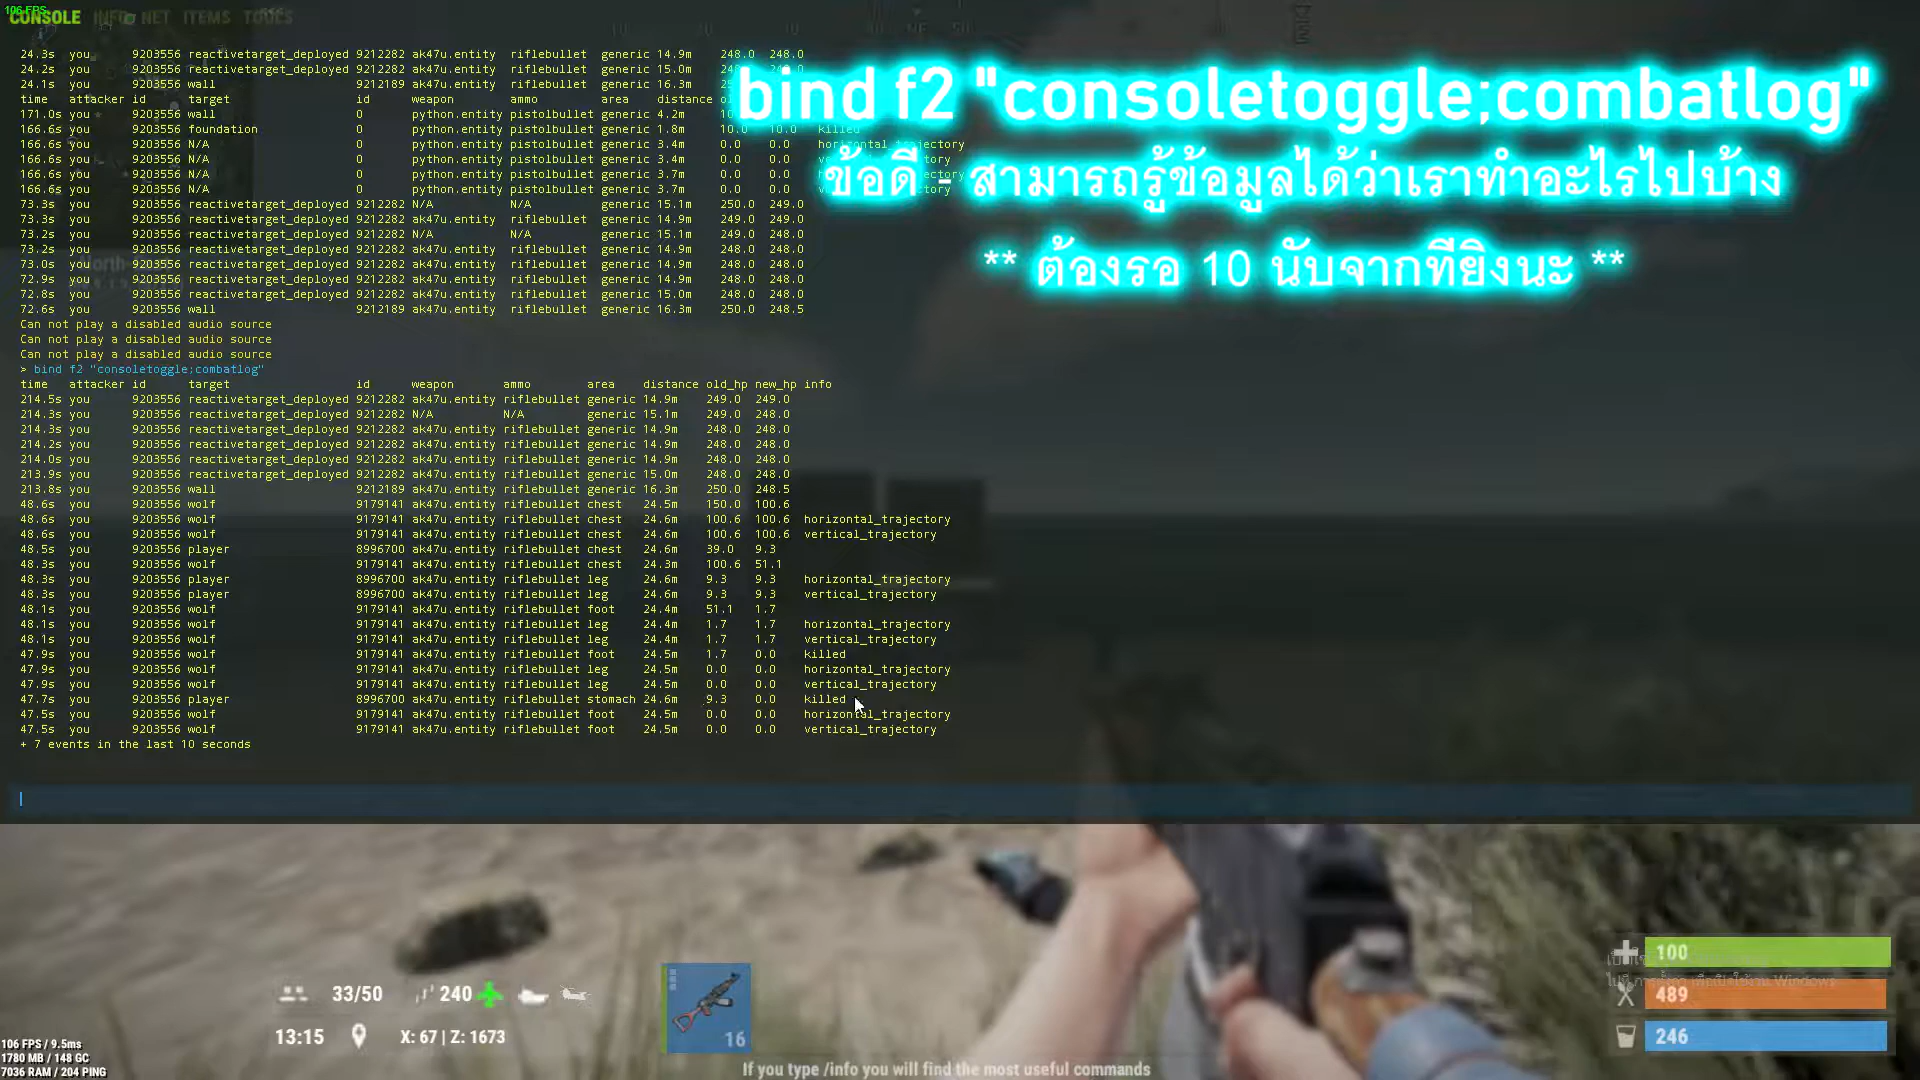 106 FPS
CONSOLE INFO NET ITEMS TOOLS
24.3s you 9203556 reactivetarget_deployed 9212282 ak47u.entity riflebullet generic 14.9m 248.0 248.0
24.2s you 9203556 reactivetarget_deployed 9212282 ak47u.entity riflebullet generic 15.0m
24.1s you 9203556 wall 9212189 ak47u.entity riflebullet generic 16.3m
time attacker id target id weapon ammo area distance
171.0s you 9203556 wall 0 python.entity pistolbullet generic 4.2m
166.6s you 9203556 foundation 0 python.entity pistolbullet generic 1.8m 10.0 10.0 killed
166.6s you 9203556 N/A 0 python.entity pistolbullet generic 3.4m 0.0 0.0 horizontal_trajectory
166.6s you 9203556 N/A 0 python.entity pistolbullet generic 3.4m 0.0 0.0
166.6s you 9203556 N/A 0 python.entity pistolbullet generic 3.7m 0.0 0.0
166.6s you 9203556 N/A 0 python.entity pistolbullet generic 3.7m 0.0 0.0
73.3s you 9203556 reactivetarget_deployed 9212282 N/A N/A generic 15.1m 250.0 249.0
73.3s you 9203556 reactivetarget_deployed 9212282 ak47u.entity riflebullet generic 14.9m 249.0 249.0
73.2s you 9203556 reactivetarget_deployed 9212282 N/A N/A generic 15.1m 249.0 248.0
73.2s you 9203556 reactivetarget_deployed 9212282 ak47u.entity riflebullet generic 14.9m 248.0 248.0
73.0s you 9203556 reactivetarget_deployed 9212282 ak47u.entity riflebullet generic 14.9m 248.0 248.0
72.9s you 9203556 reactivetarget_deployed 9212282 ak47u.entity riflebullet generic 14.9m 248.0 248.0
72.8s you 9203556 reactivetarget_deployed 9212282 ak47u.entity riflebullet generic 15.0m 248.0 248.0
72.6s you 9203556 wall 9212189 ak47u.entity riflebullet generic 16.3m 250.0 248.5
Can not play a disabled audio source
Can not play a disabled audio source
Can not play a disabled audio source
> bind f2 "consoletoggle;combatlog"
time attacker id target id weapon ammo area distance old_hp new_hp info
214.5s you 9203556 reactivetarget_deployed 9212282 ak47u.entity riflebullet generic 14.9m 249.0 249.0
214.3s you 9203556 reactivetarget_deployed 9212282 N/A N/A generic 15.1m 249.0 248.0
214.3s you 9203556 reactivetarget_deployed 9212282 ak47u.entity riflebullet generic 14.9m 248.0 248.0
214.2s you 9203556 reactivetarget_deployed 9212282 ak47u.entity riflebullet generic 14.9m 248.0 248.0
214.0s you 9203556 reactivetarget_deployed 9212282 ak47u.entity riflebullet generic 14.9m 248.0 248.0
213.9s you 9203556 reactivetarget_deployed 9212282 ak47u.entity riflebullet generic 15.0m 248.0 248.0
213.8s you 9203556 wall 9212189 ak47u.entity riflebullet generic 16.3m 250.0 248.5
48.6s you 9203556 wolf 9179141 ak47u.entity riflebullet chest 24.5m 150.0 100.6
48.6s you 9203556 wolf 9179141 ak47u.entity riflebullet chest 24.6m 100.6 100.6 horizontal_trajectory
48.6s you 9203556 wolf 9179141 ak47u.entity riflebullet chest 24.6m 100.6 100.6 vertical_trajectory
48.5s you 9203556 player 8996700 ak47u.entity riflebullet chest 24.6m 39.0 9.3
48.3s you 9203556 wolf 9179141 ak47u.entity riflebullet chest 24.3m 100.6 51.1
48.3s you 9203556 player 8996700 ak47u.entity riflebullet leg 24.6m 9.3 9.3 horizontal_trajectory
48.3s you 9203556 player 8996700 ak47u.entity riflebullet leg 24.6m 9.3 9.3 vertical_trajectory
48.1s you 9203556 wolf 9179141 ak47u.entity riflebullet foot 24.4m 51.1 1.7
48.1s you 9203556 wolf 9179141 ak47u.entity riflebullet leg 24.4m 1.7 1.7 horizontal_trajectory
48.1s you 9203556 wolf 9179141 ak47u.entity riflebullet leg 24.4m 1.7 1.7 vertical_trajectory
47.9s you 9203556 wolf 9179141 ak47u.entity riflebullet foot 24.5m 1.7 0.0 killed
47.9s you 9203556 wolf 9179141 ak47u.entity riflebullet leg 24.5m 0.0 0.0 horizontal_trajectory
47.9s you 9203556 wolf 9179141 ak47u.entity riflebullet leg 24.5m 0.0 0.0 vertical_trajectory
47.7s you 9203556 player 8996700 ak47u.entity riflebullet stomach 24.6m 9.3 0.0 killed
47.5s you 9203556 wolf 9179141 ak47u.entity riflebullet foot 24.5m 0.0 0.0 horizontal_trajectory
47.5s you 9203556 wolf 9179141 ak47u.entity riflebullet foot 24.5m 0.0 0.0 vertical_trajectory
+ 7 events in the last 10 seconds
bind f2 "consoletoggle;combatlog"
ข้อดี - สามารถรู้ข้อมูลได้ว่าเราทำอะไรไปบ้าง
** ต้องรอ 10 นับจากที่ยิงนะ **
33/50 240
13:15 X: 67 | Z: 1673
16
100
489
246
106 FPS / 9.5ms
1780 MB / 148 GC
7036 RAM / 204 PING
If you type /info you will find the most useful commands